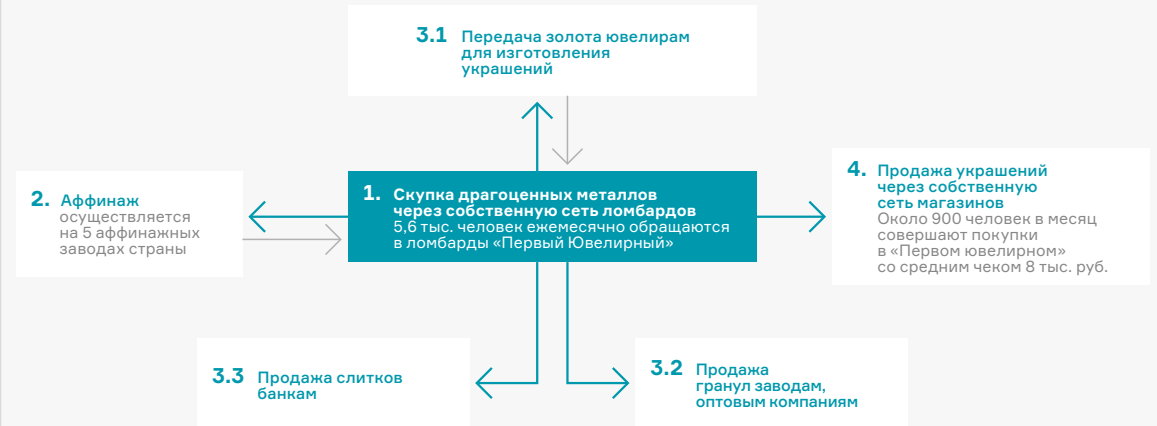 3.1 Передача золота ювелирам
для изготовления
украшений
2. Аффинаж
осуществляется
на 5 аффинажных
заводах страны
1. Скупка драгоценных металлов
через собственную сеть ломбардов
5,6 тыс. человек ежемесячно обращаются
в ломбарды «Первый Ювелирный»
4. Продажа украшений
через собственную
сеть магазинов
Около 900 человек в месяц
совершают покупки
в «Первом ювелирном»
со средним чеком 8 тыс. руб.
3.3 Продажа слитков
банкам
3.2 Продажа
гранул заводам,
оптовым компаниям